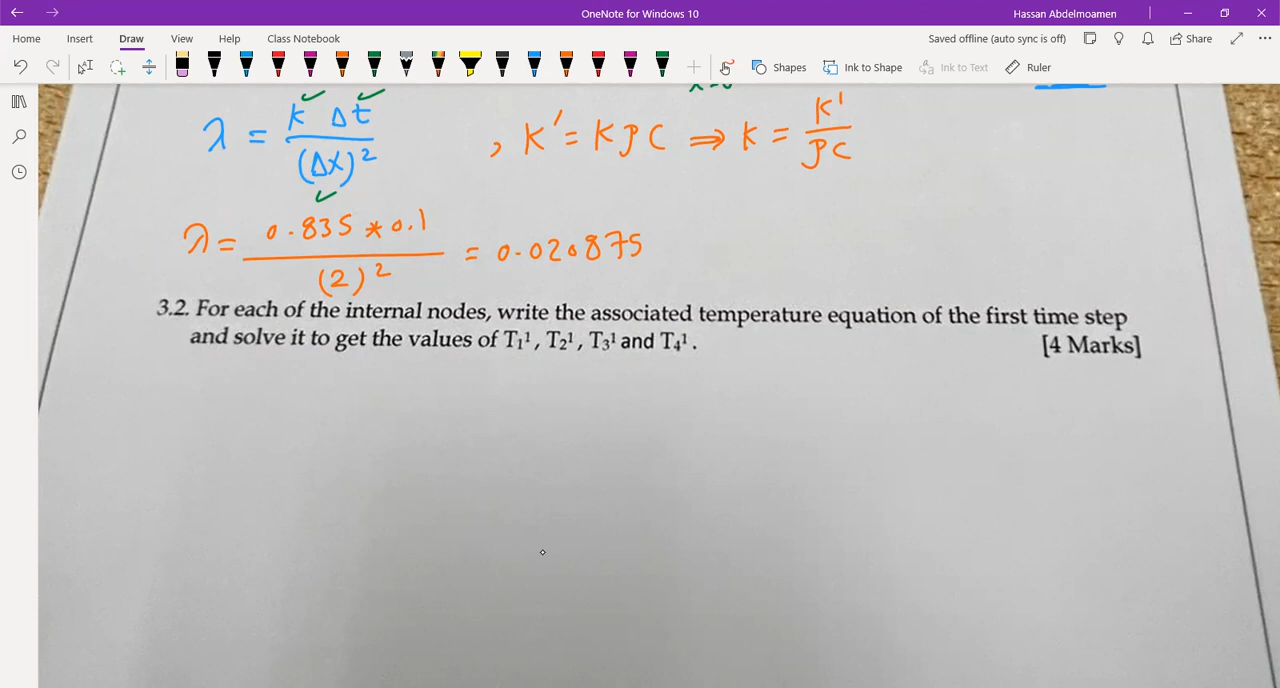 OneNote for Windows 10
Hassan Abdelmoamen
Home Insert Draw View Help Class Notebook
Saved offline (auto sync is off) Share
Shapes Ink to Shape Ink to Text Ruler
λ = k Δt / (Δx)² , K' = KρC ⇒ K = K' / ρC
λ = 0.835 * 0.1 / (2)² = 0.020875
3.2. For each of the internal nodes, write the associated temperature equation of the first time step
and solve it to get the values of T₁¹, T₂¹, T₃¹ and T₄¹.
[4 Marks]